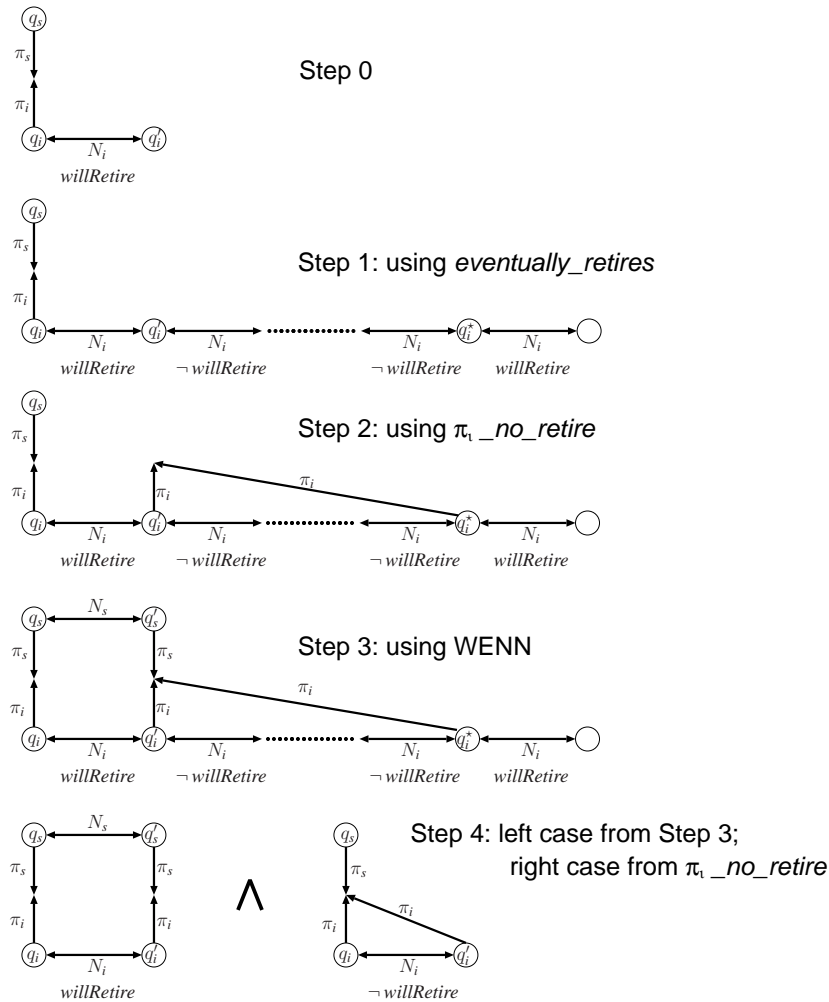 q_s
π_s
Step 0
π_i
q_i N_i q'_i
willRetire
q_s
π_s
Step 1: using eventually_retires
π_i
q_i N_i q'_i N_i N_i q_i^⋆ N_i
willRetire ¬ willRetire ¬ willRetire willRetire
q_s
π_s
Step 2: using π_ι _no_retire
π_i π_i π_i
q_i N_i q'_i N_i N_i q_i^⋆ N_i
willRetire ¬ willRetire ¬ willRetire willRetire
q_s N_s q'_s
π_s π_s
Step 3: using WENN
π_i π_i π_i
q_i N_i q'_i N_i N_i q_i^⋆ N_i
willRetire ¬ willRetire ¬ willRetire willRetire
q_s N_s q'_s q_s
Step 4: left case from Step 3;
right case from π_ι _no_retire
π_s π_s π_s
∧
π_i π_i π_i π_i
q_i N_i q'_i q_i N_i q'_i
willRetire ¬ willRetire